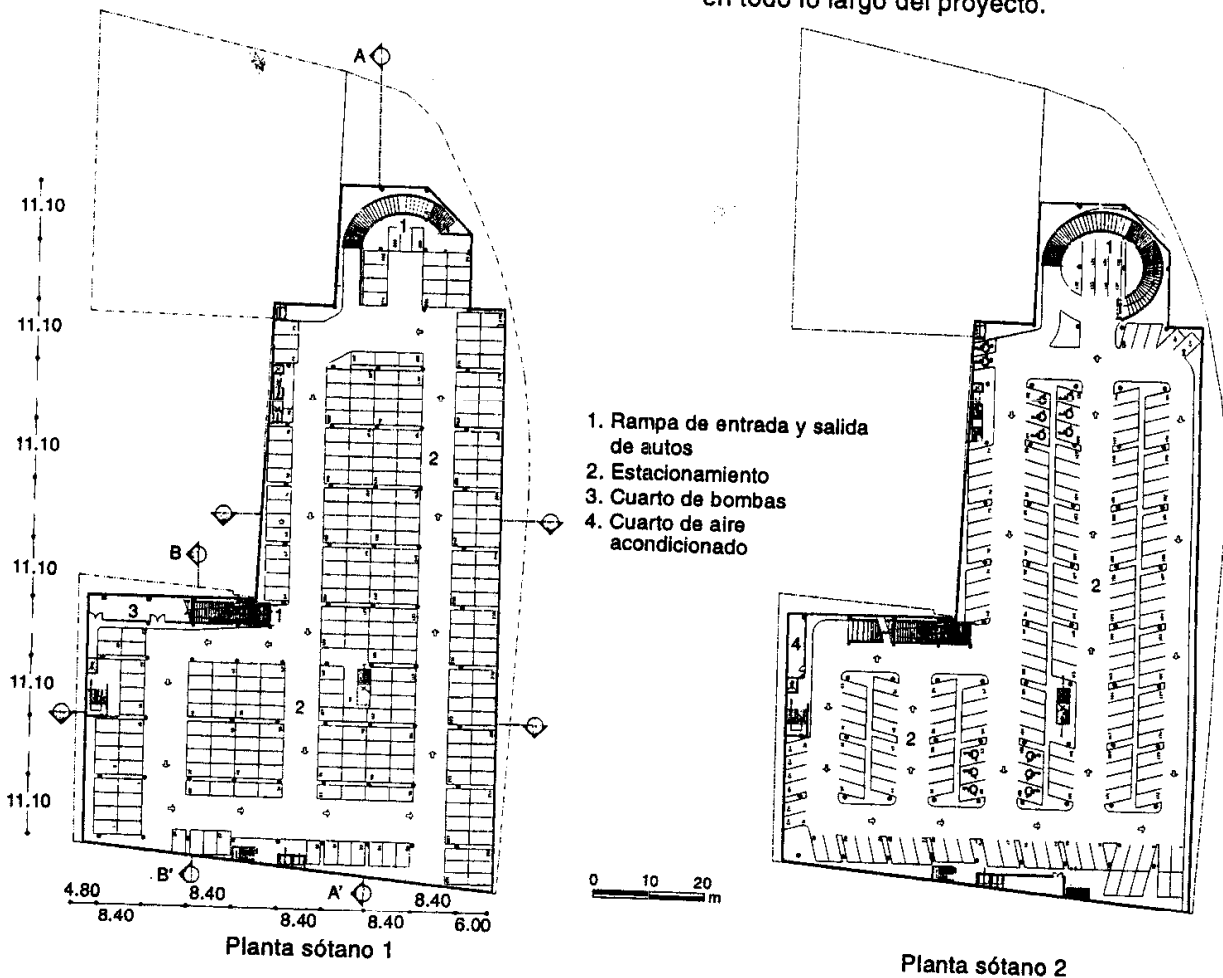 en todo lo largo del proyecto.
A
11.10
11.10
11.10
11.10
11.10
11.10
1
2
B
3
1
2
B'
A'
4.80
8.40
8.40
8.40
8.40
8.40
6.00
Planta sótano 1
1. Rampa de entrada y salida
de autos
2. Estacionamiento
3. Cuarto de bombas
4. Cuarto de aire
acondicionado
0 10 20
m
1
2
4
2
Planta sótano 2